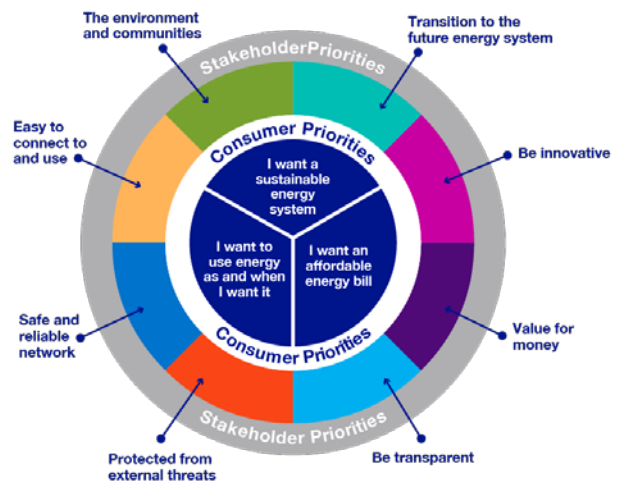 The environment
and communities
Transition to the
future energy system
StakeholderPriorities
Easy to
connect to
and use
Consumer Priorities
I want a
sustainable
energy
system
Be innovative
I want to
use energy
as and when
I want it
I want an
affordable
energy bill
Safe and
reliable
network
Consumer Priorities
Value for
money
Stakeholder Priorities
Protected from
external threats
Be transparent